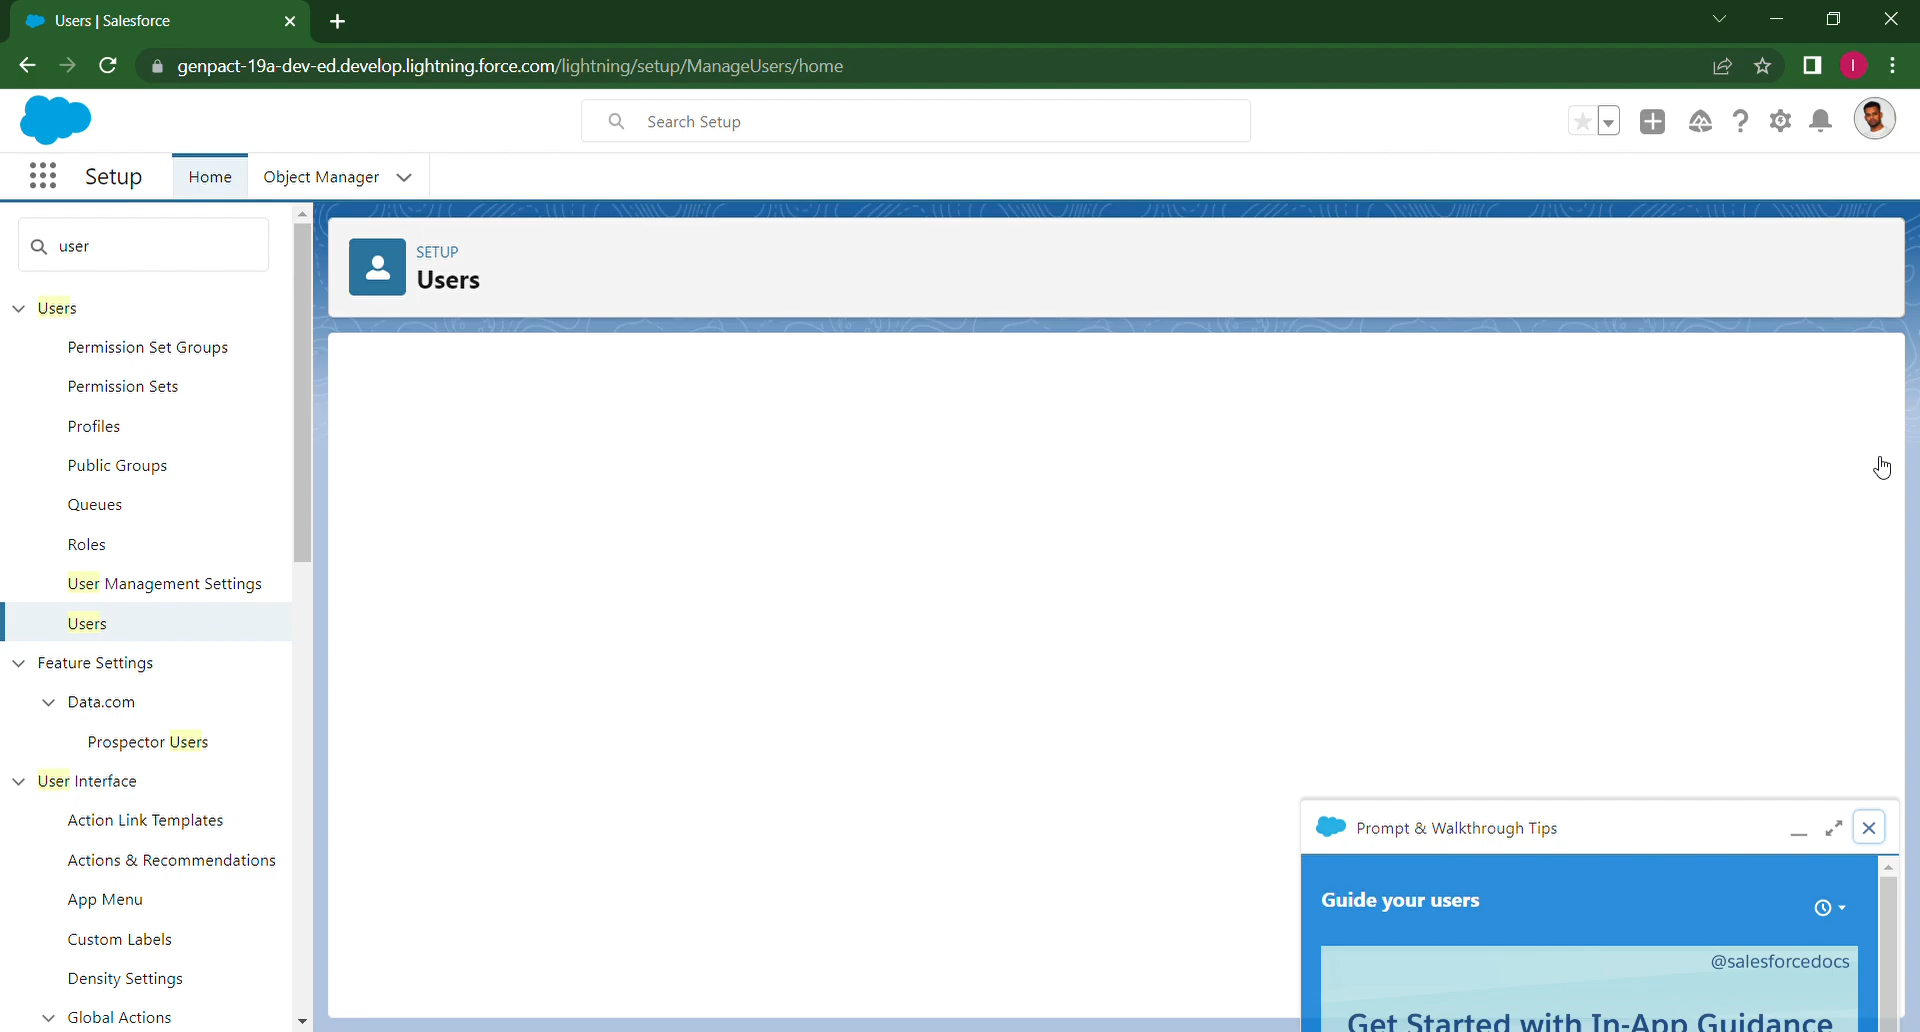 Users | Salesforce
genpact-19a-dev-ed.develop.lightning.force.com/lightning/setup/ManageUsers/home
I
Search Setup
Setup
Home
Object Manager
user
SETUP
Users
Users
Permission Set Groups
Permission Sets
Profiles
Public Groups
Queues
Roles
User Management Settings
Users
Feature Settings
Data.com
Prospector Users
User Interface
Action Link Templates
Actions & Recommendations
App Menu
Custom Labels
Density Settings
Global Actions
Prompt & Walkthrough Tips
Guide your users
@salesforcedocs
Get Started with In-App Guidance